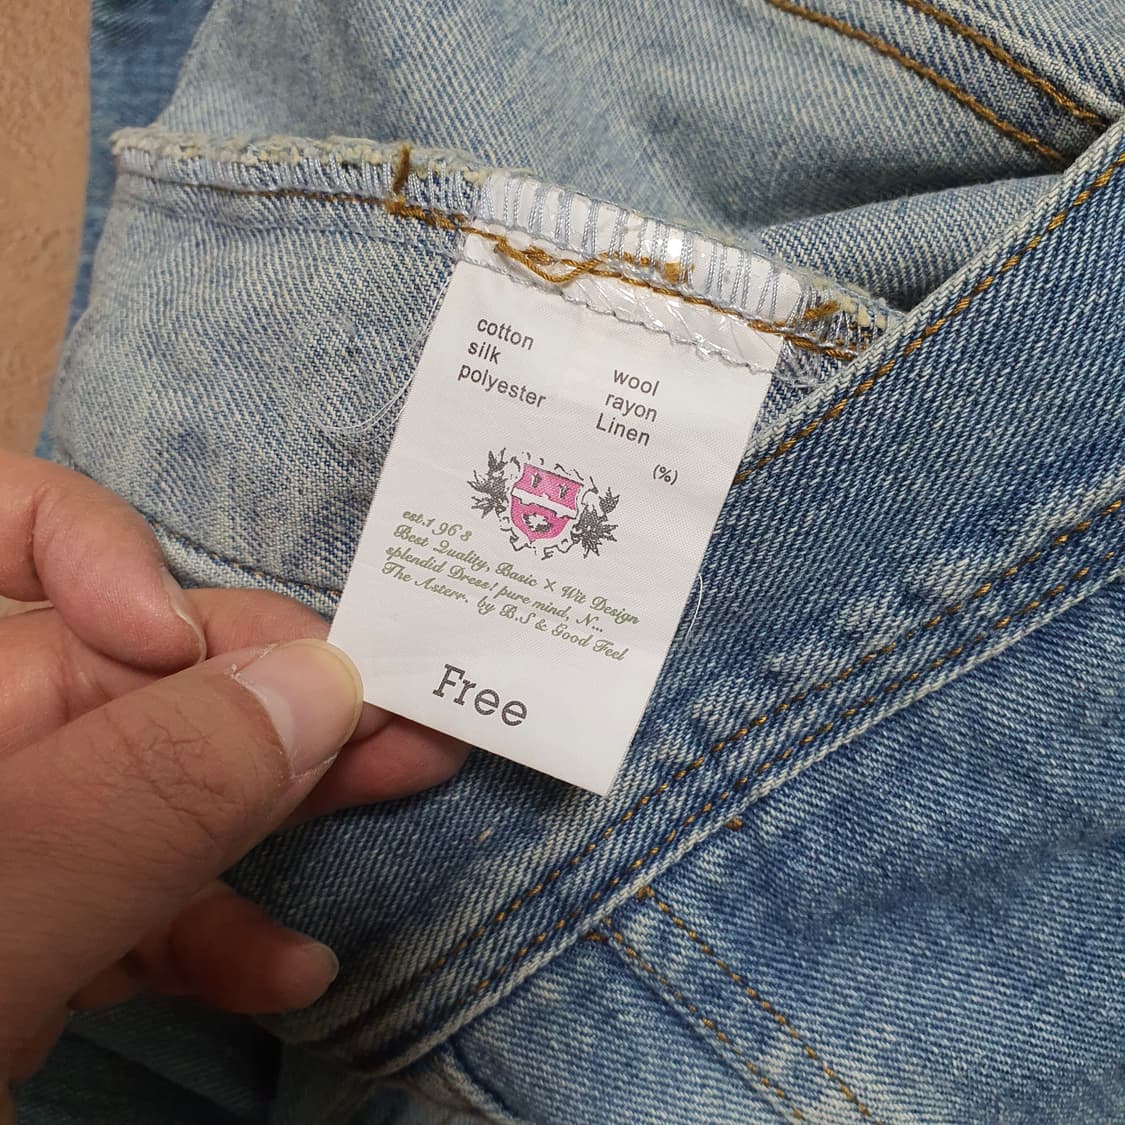 cotton
silk
polyester
wool
rayon
Linen
(%)
est.1968
Best Quality, Basic × Wit Design
splendid Dress! pure mind, N...
The Asterr. by B.S & Good Feel
Free